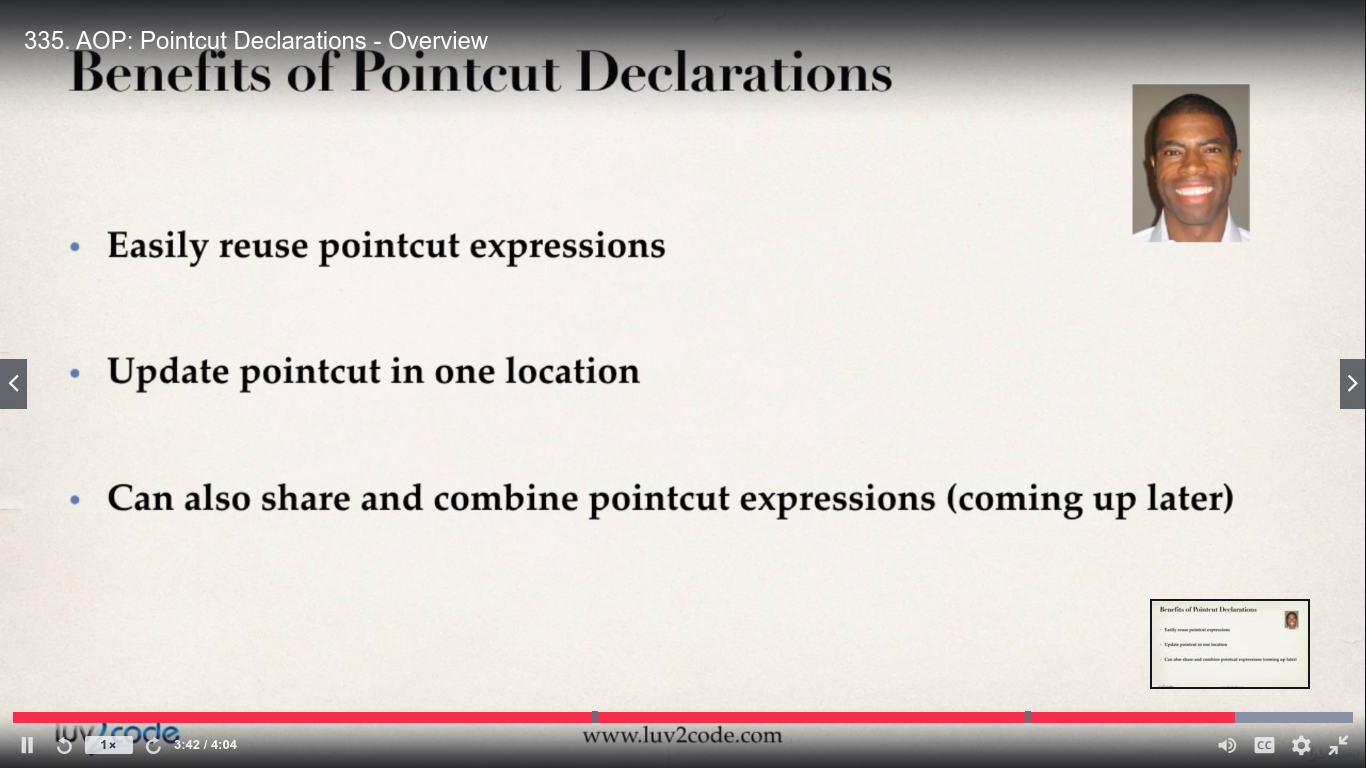 335. AOP: Pointcut Declarations - Overview
Benefits of Pointcut Declarations
• Easily reuse pointcut expressions
• Update pointcut in one location
• Can also share and combine pointcut expressions (coming up later)
Benefits of Pointcut Declarations
Easily reuse pointcut expressions
Update pointcut in one location
Can also share and combine pointcut expressions (coming up later)
luv2code
www.luv2code.com
1×
3:42 / 4:04
CC